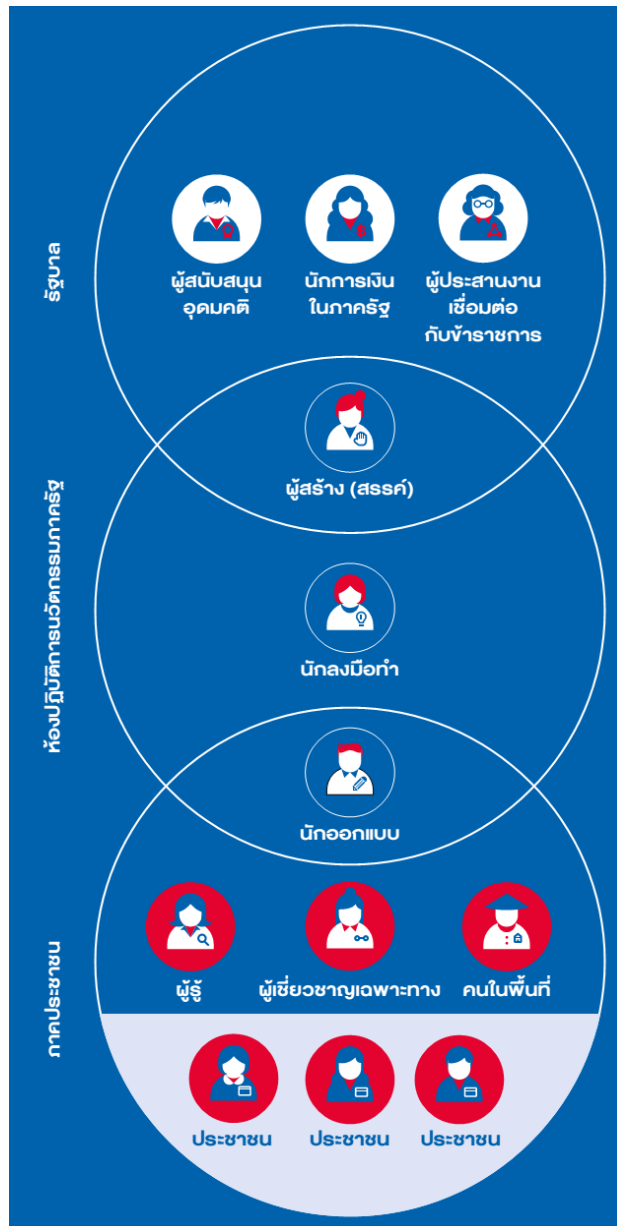 รัฐบาล
ผู้สนับสนุน
อุดมคติ
นักการเงิน
ในภาครัฐ
ผู้ประสานงาน
เชื่อมต่อ
กับข้าราชการ
ผู้สร้าง (สรรค์)
ห้องปฏิบัติการนวัตกรรมภาครัฐ
นักลงมือทำ
นักออกแบบ
ภาคประชาชน
ผู้รู้
ผู้เชี่ยวชาญเฉพาะทาง
คนในพื้นที่
ประชาชน
ประชาชน
ประชาชน